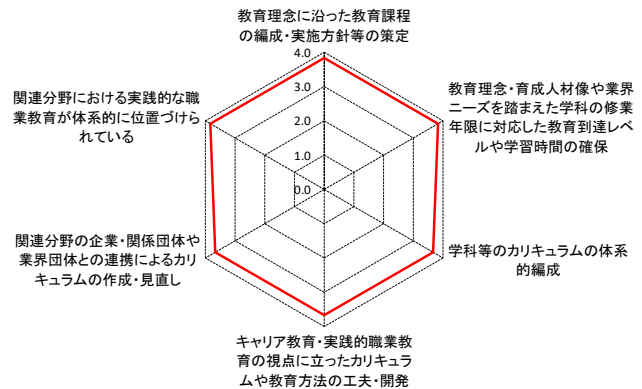 教育理念に沿った教育課程
の編成・実施方針等の策定
4.0
3.0
2.0
1.0
0.0
教育理念・育成人材像や業界
ニーズを踏まえた学科の修業
年限に対応した教育到達レベ
ルや学習時間の確保
学科等のカリキュラムの体系
的編成
キャリア教育・実践的職業教
育の視点に立ったカリキュラ
ムや教育方法の工夫・開発
関連分野の企業・関係団体や
業界団体との連携によるカリ
キュラムの作成・見直し
関連分野における実践的な職
業教育が体系的に位置づけら
れている